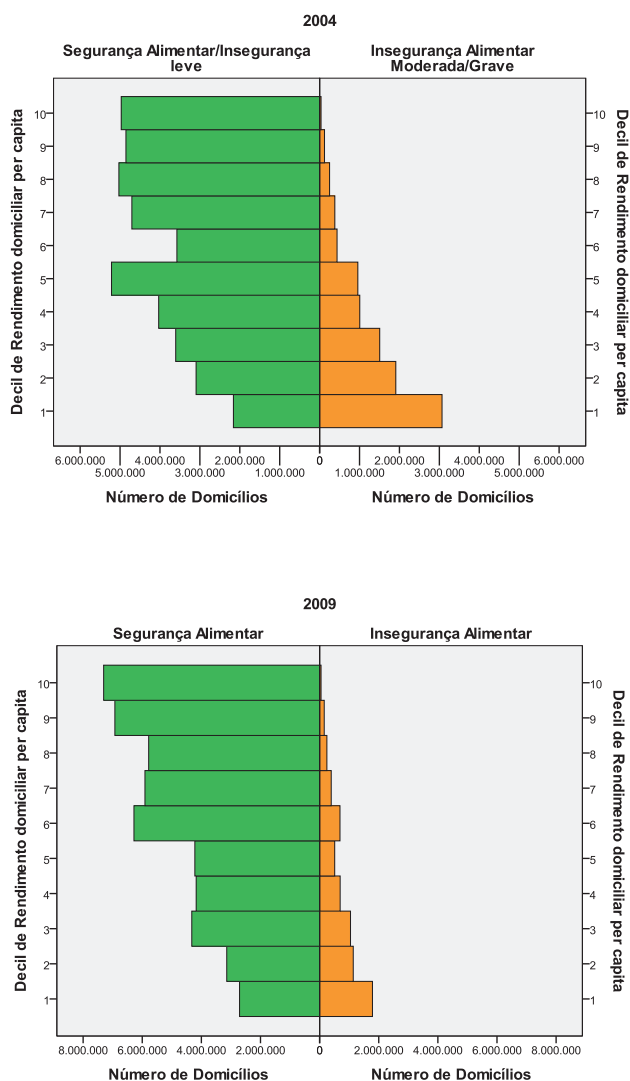 2004
Segurança Alimentar/Insegurança
leve
Insegurança Alimentar
Moderada/Grave
Decil de Rendimento domiciliar per capita
10
9
8
7
6
5
4
3
2
1
10
9
8
7
6
5
4
3
2
1
Decil de Rendimento domiciliar per capita
6.000.000 4.000.000 2.000.000 0 2.000.000 4.000.000 6.000.000
5.000.000 3.000.000 1.000.000 1.000.000 3.000.000 5.000.000
Número de Domicílios
Número de Domicílios
2009
Segurança Alimentar
Insegurança Alimentar
Decil de Rendimento domiciliar per capita
10
9
8
7
6
5
4
3
2
1
10
9
8
7
6
5
4
3
2
1
Decil de Rendimento domiciliar per capita
8.000.000 6.000.000 4.000.000 2.000.000 0 2.000.000 4.000.000 6.000.000 8.000.000
Número de Domicílios
Número de Domicílios